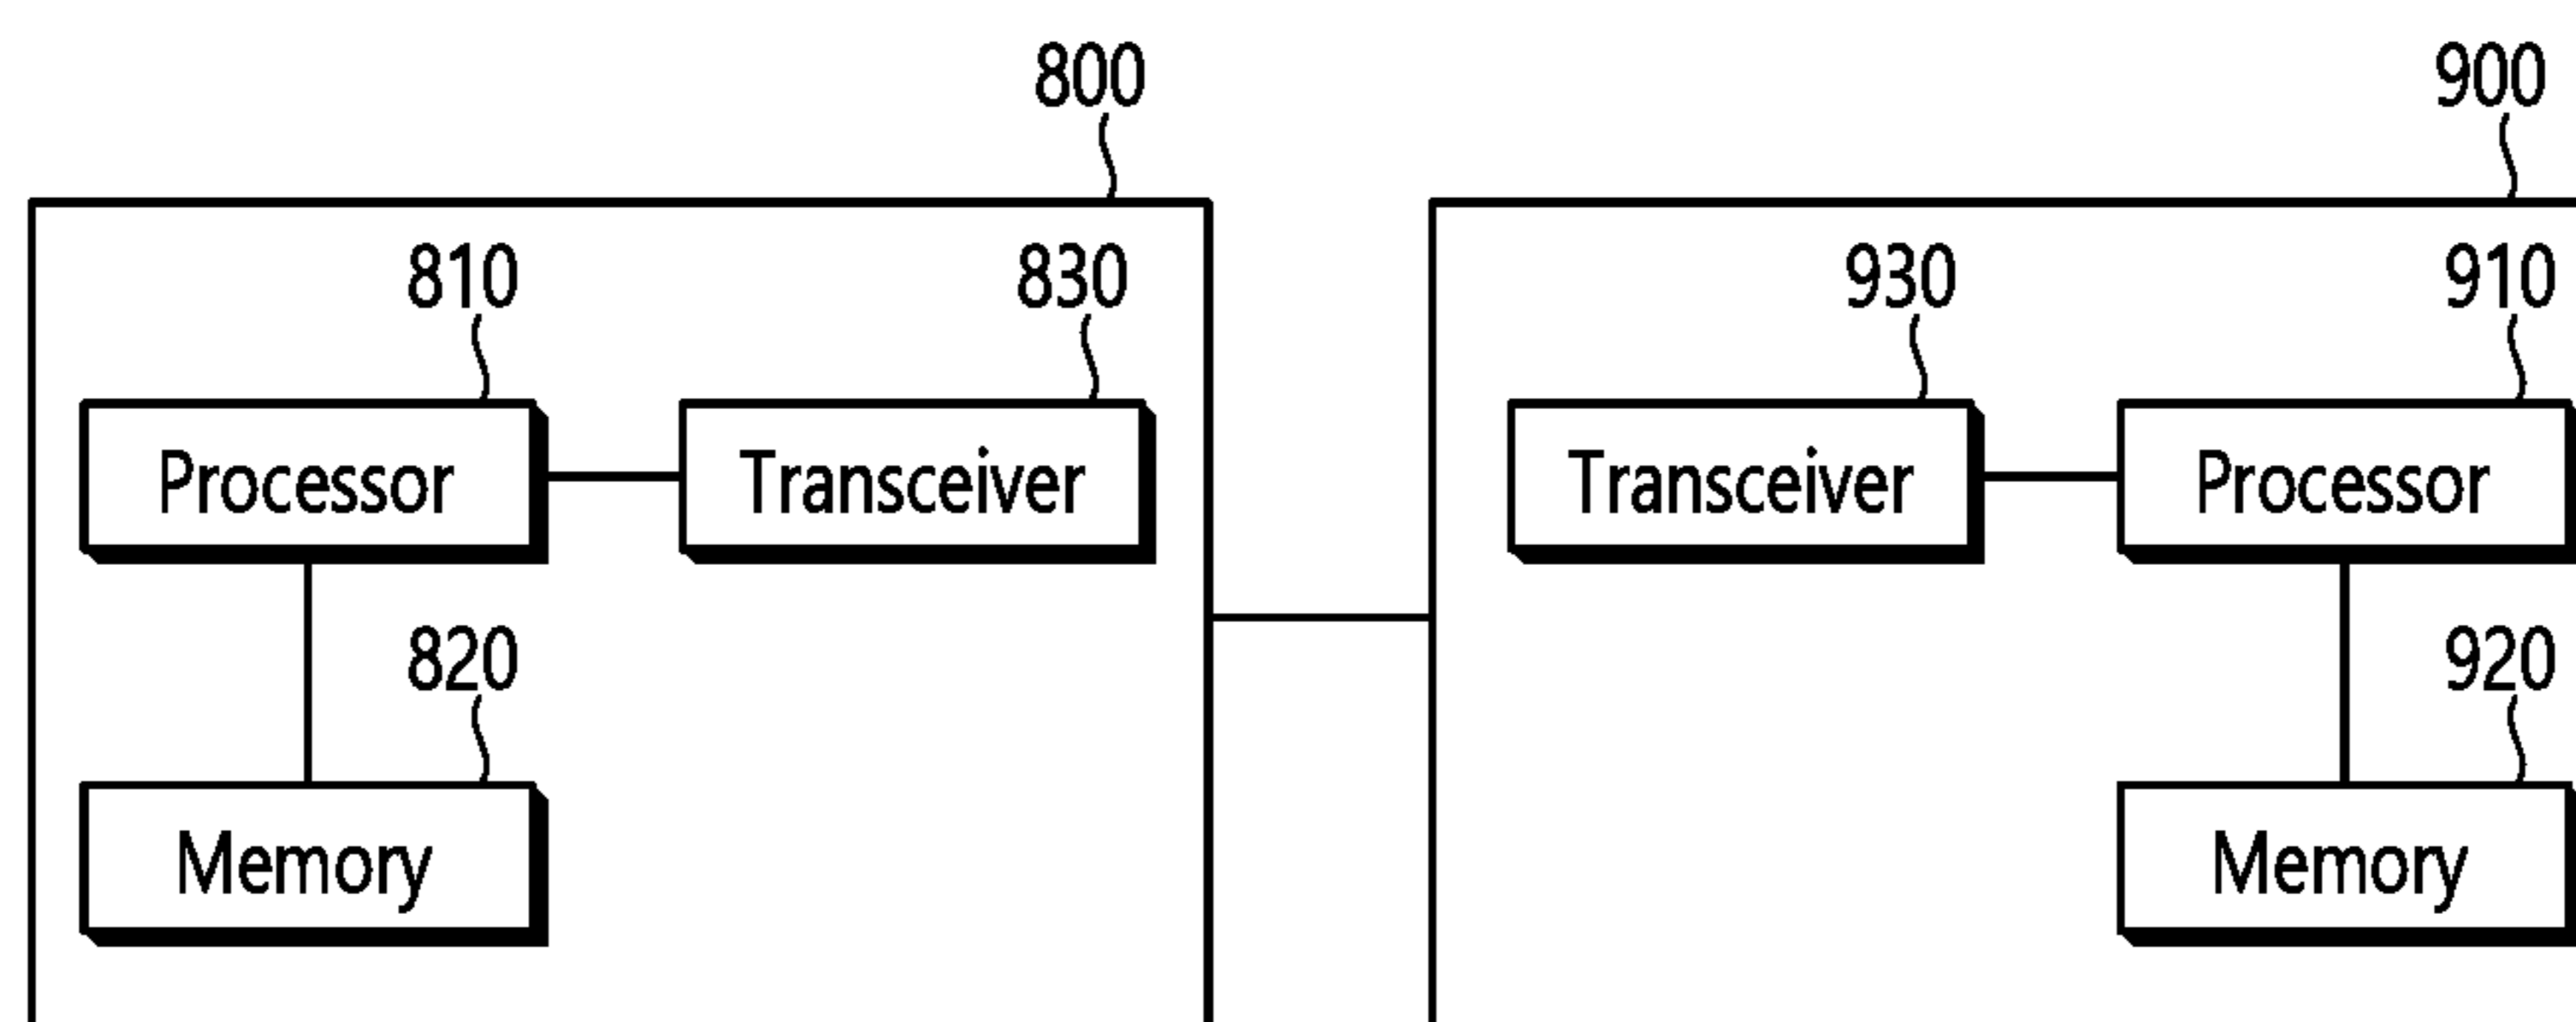 800 900
810 830 930 910
Processor Transceiver Transceiver Processor
820 920
Memory Memory